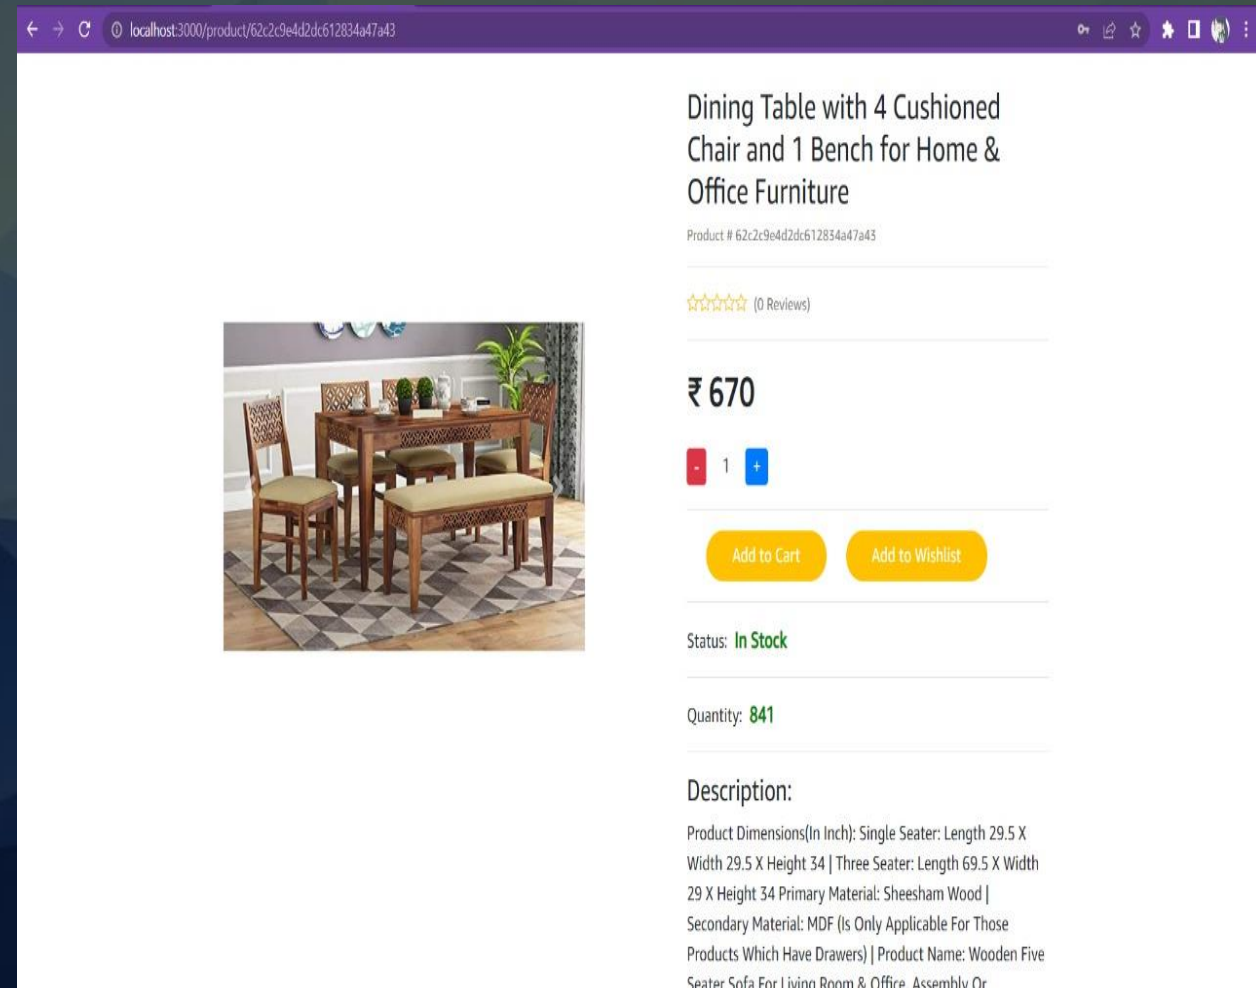 localhost:3000/product/62c2c9e4d2dc612834a47a43
Dining Table with 4 Cushioned
Chair and 1 Bench for Home &
Office Furniture
Product # 62c2c9e4d2dc612834a47a43
(0 Reviews)
₹ 670
- 1 +
Add to Cart Add to Wishlist
Status: In Stock
Quantity: 841
Description:
Product Dimensions(In Inch): Single Seater: Length 29.5 X
Width 29.5 X Height 34 | Three Seater: Length 69.5 X Width
29 X Height 34 Primary Material: Sheesham Wood |
Secondary Material: MDF (Is Only Applicable For Those
Products Which Have Drawers) | Product Name: Wooden Five
Seater Sofa For Living Room & Office. Assembly Or